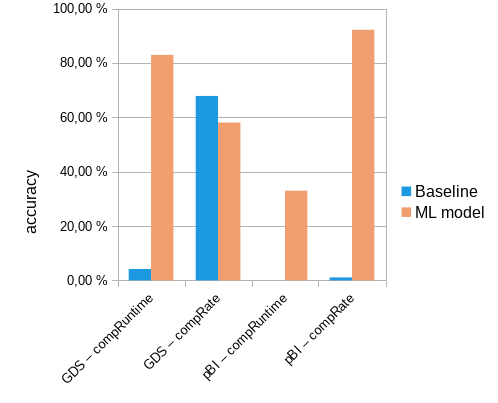 100,00 %
80,00 %
60,00 %
40,00 %
20,00 %
0,00 %
accuracy
GDS – compRuntime
GDS – compRate
pBI – compRuntime
pBI – compRate
Baseline
ML model